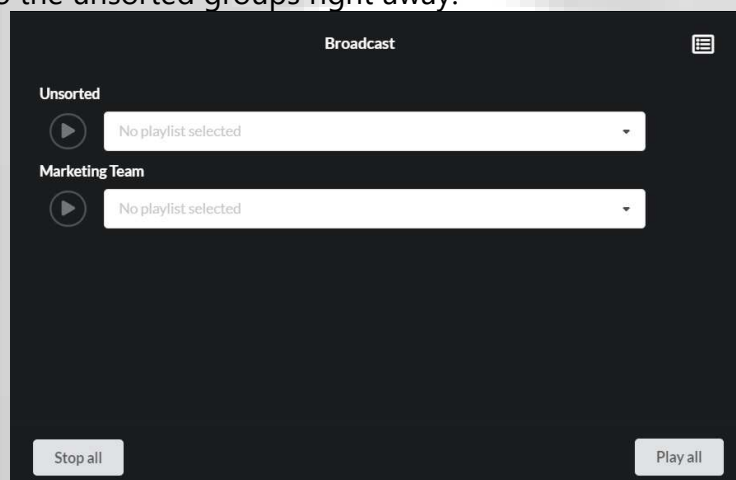 the unsorted groups right away.
Broadcast
Unsorted
No playlist selected
Marketing Team
No playlist selected
Stop all
Play all